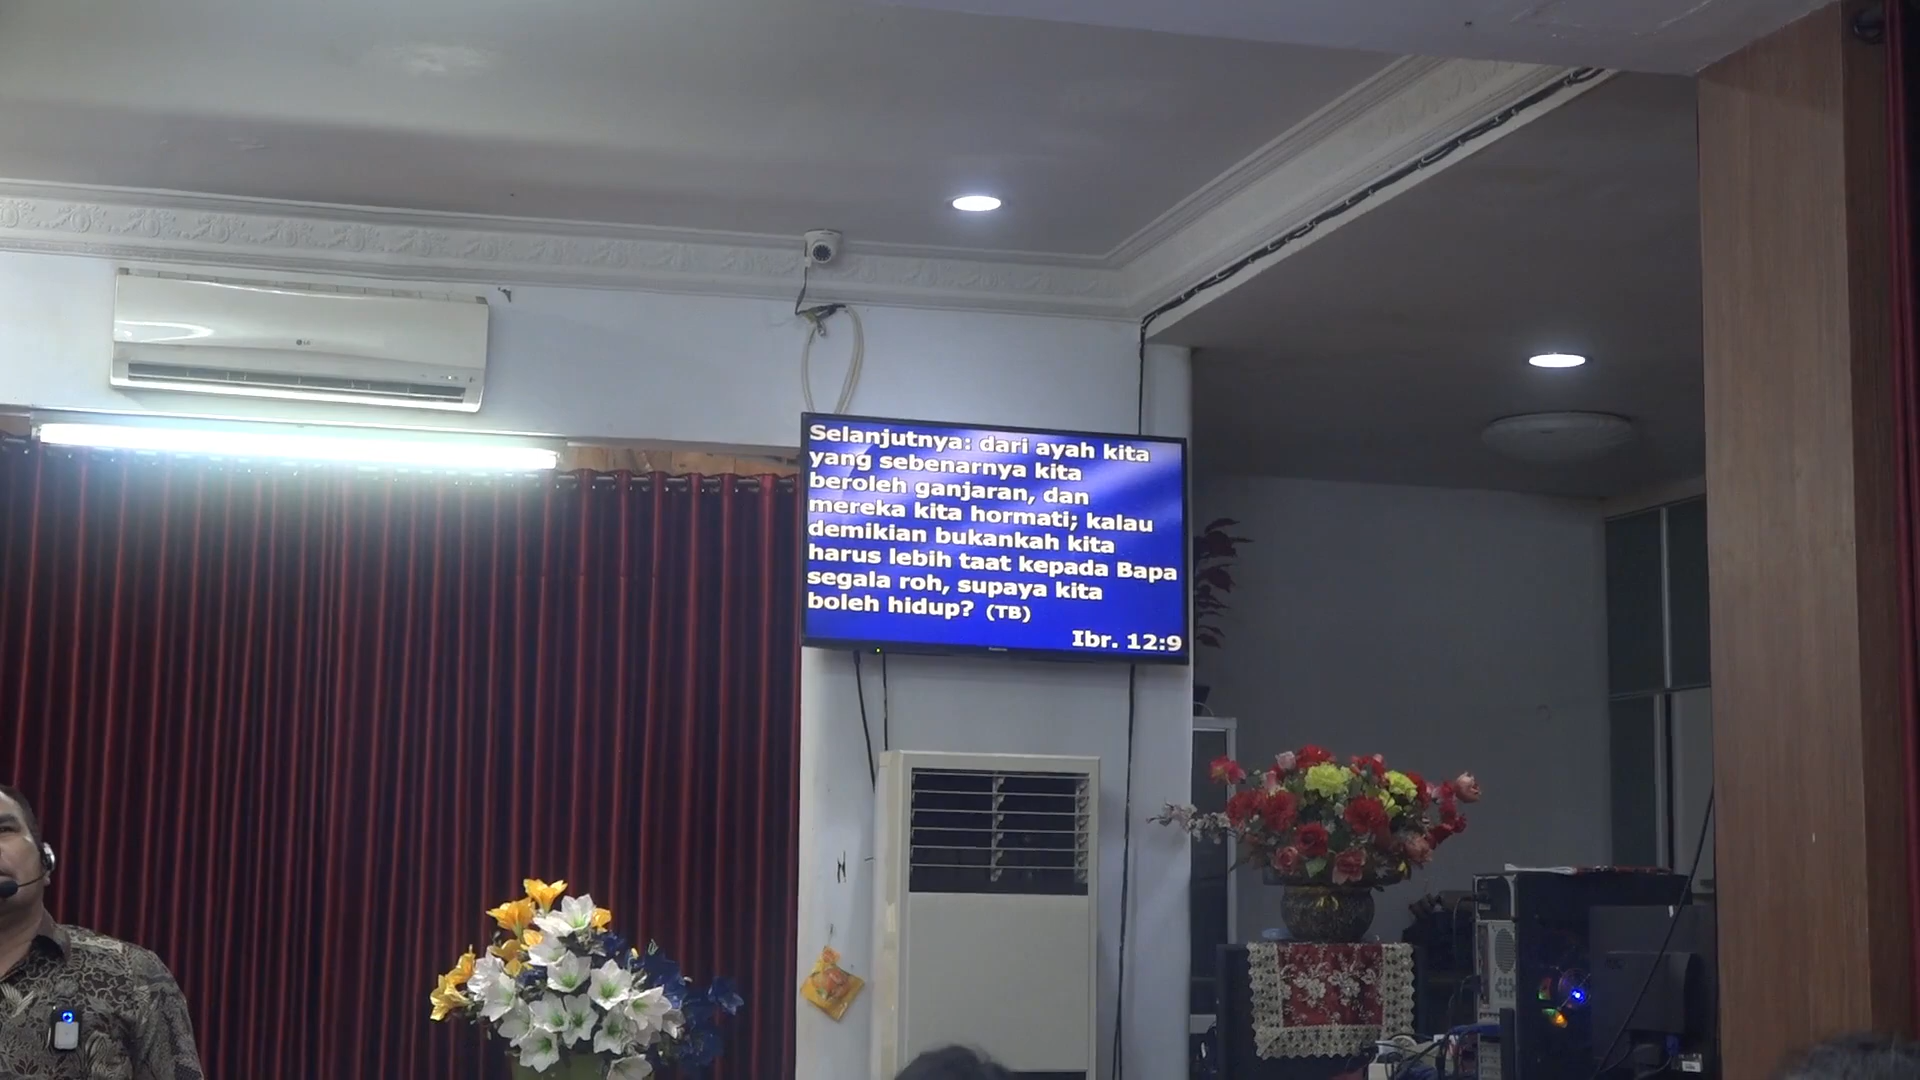 LG
Selanjutnya: dari ayah kita
yang sebenarnya kita
beroleh ganjaran, dan
mereka kita hormati; kalau
demikian bukankah kita
harus lebih taat kepada Bapa
segala roh, supaya kita
boleh hidup? (TB)
Ibr. 12:9